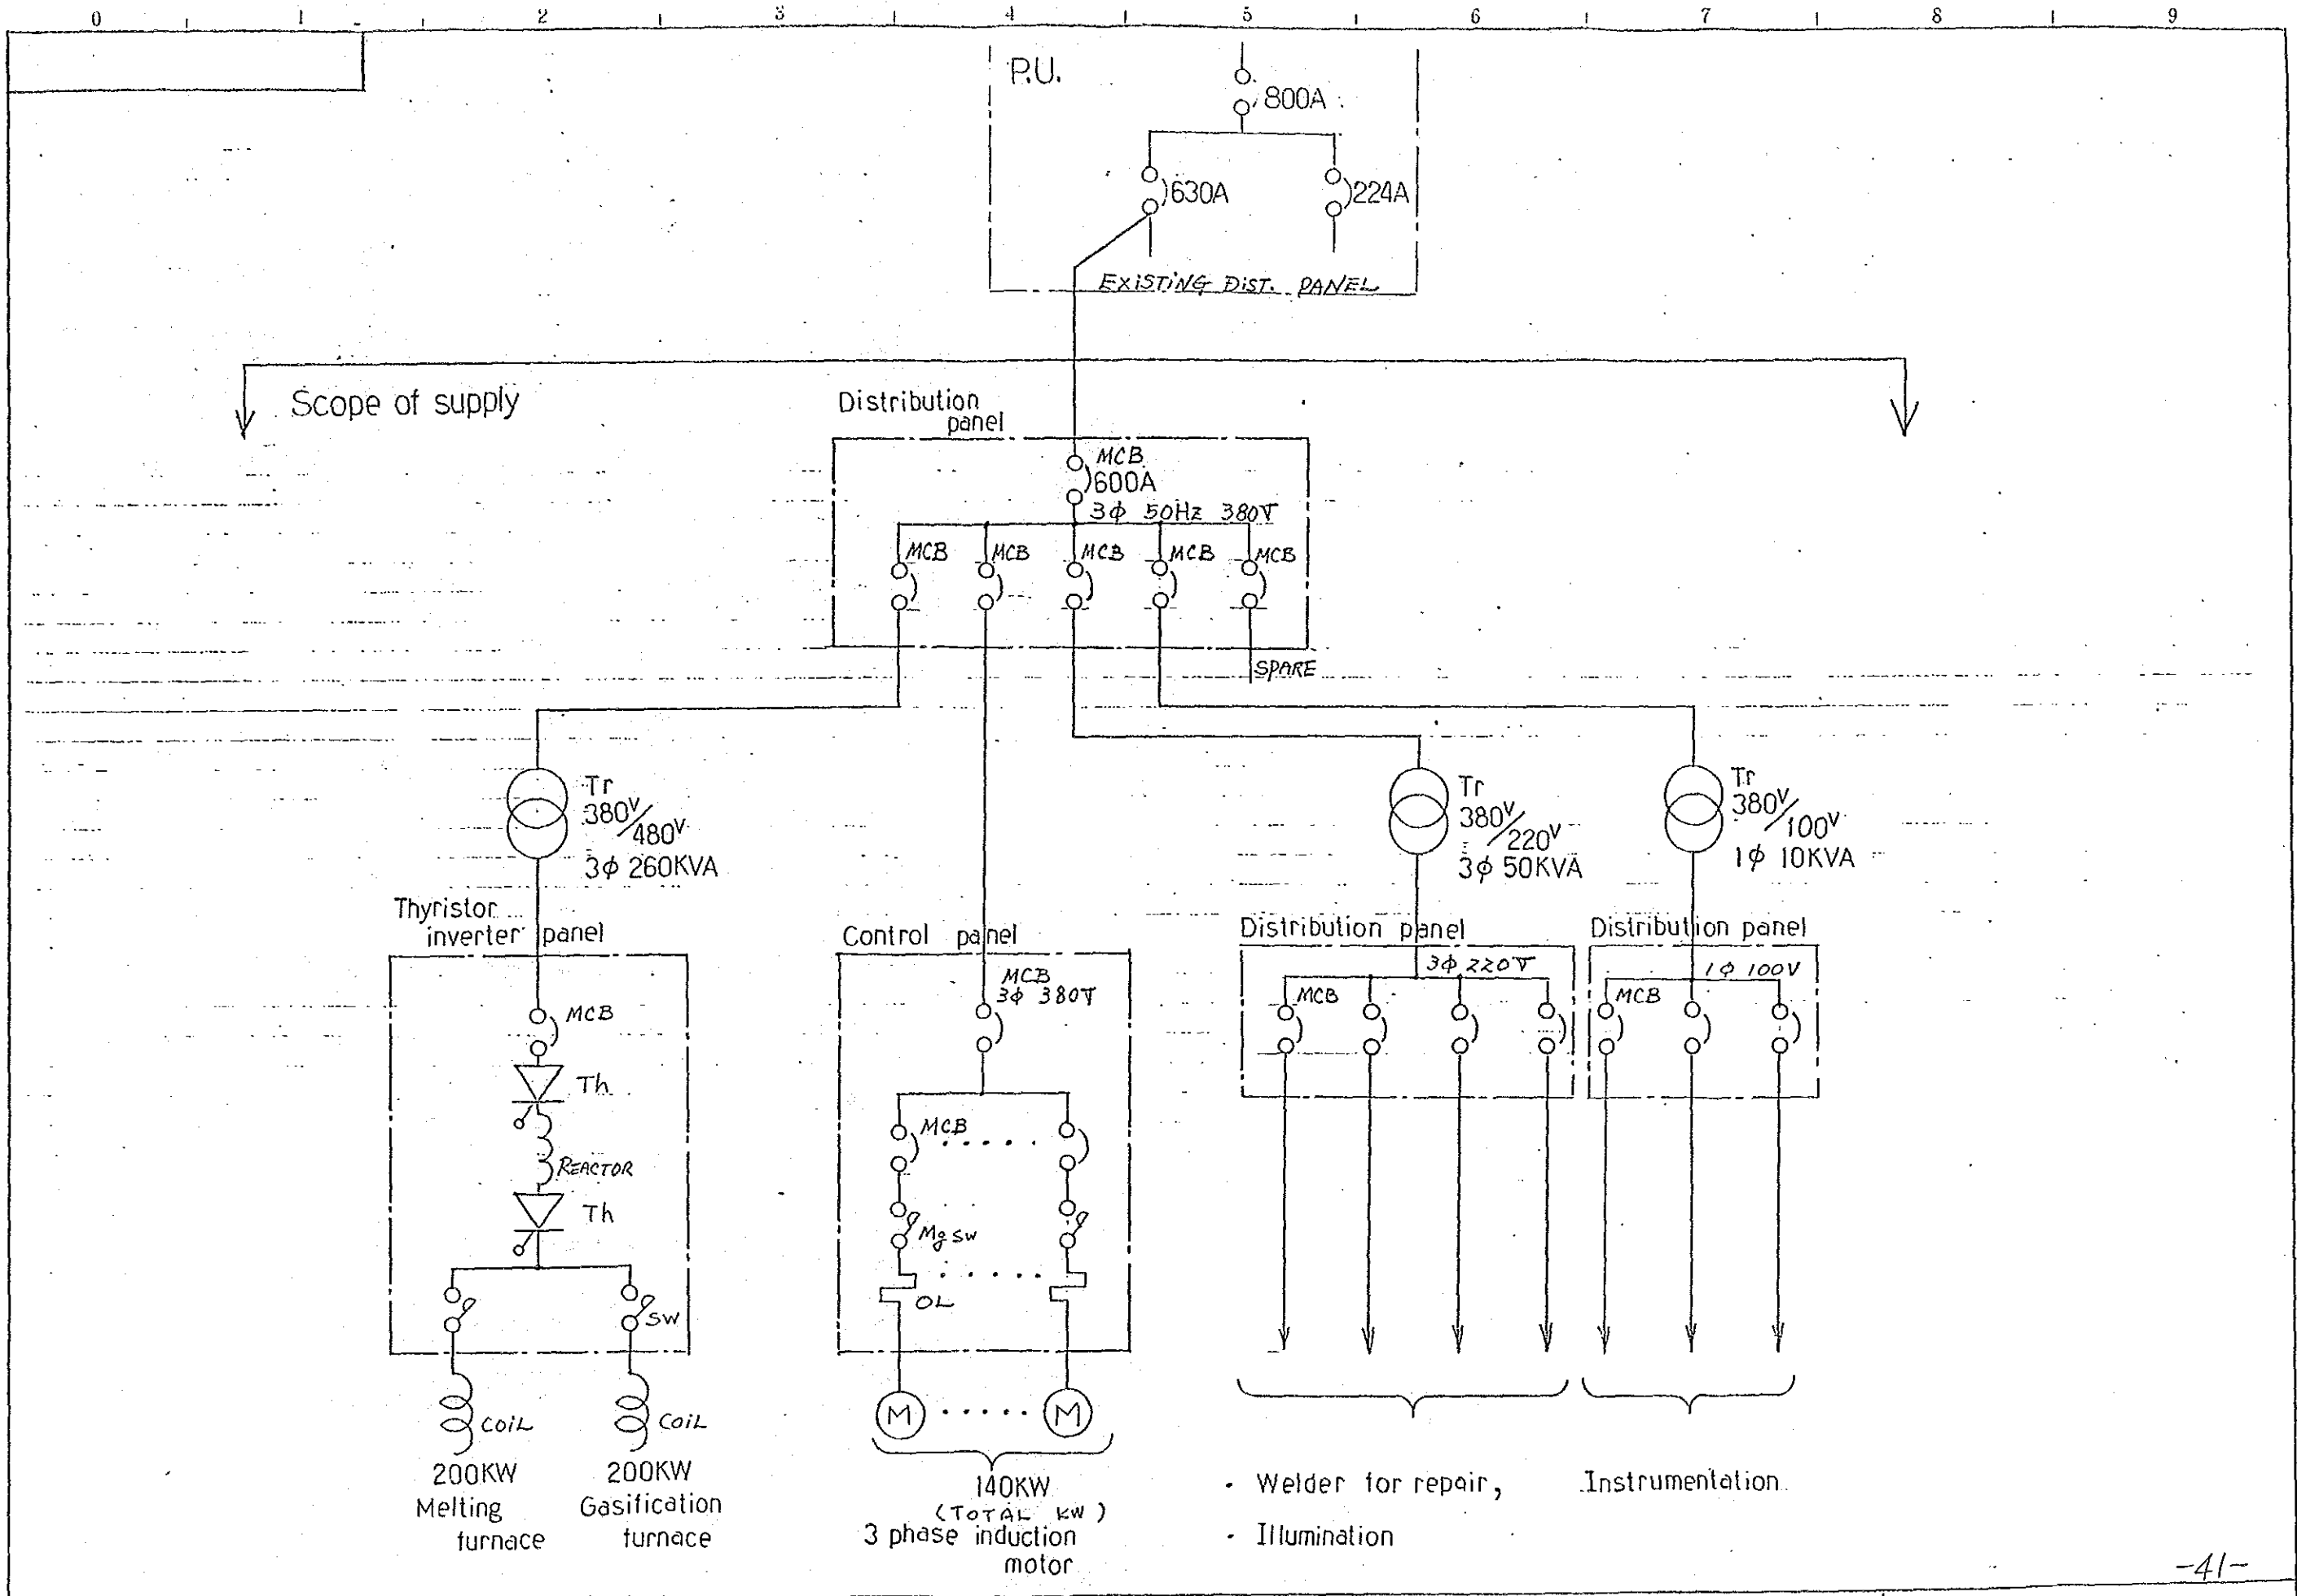 0 1 2 3 4 5 6 7 8 9
P.U.
800A
630A
224A
EXISTING DIST. PANEL
Scope of supply
Distribution
panel
MCB
600A
3φ 50Hz 380V
MCB MCB MCB MCB MCB
SPARE
Tr
380V/480V
3φ 260KVA
Tr
380V/220V
3φ 50KVA
Tr
380V/100V
1φ 10KVA
Thyristor
inverter panel
MCB
Th
REACTOR
Th
SW
COIL
COIL
200KW
Melting
furnace
200KW
Gasification
furnace
Control panel
MCB
3φ 380V
MCB
Mg SW
OL
M ..... M
140KW
(TOTAL KW)
3 phase induction
motor
Distribution panel
3φ 220V
MCB
Distribution panel
1φ 100V
MCB
· Welder for repair,
· Illumination
Instrumentation
-41-